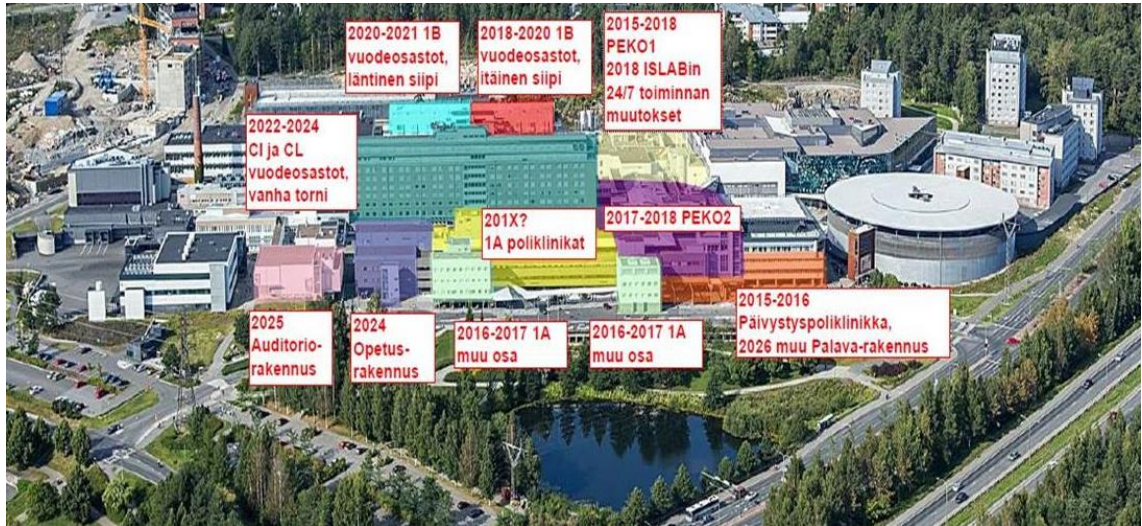 2020-2021 1B
vuodeosastot,
läntinen siipi
2018-2020 1B
vuodeosastot,
itäinen siipi
2015-2018
PEKO1
2018 ISLABin
24/7 toiminnan
muutokset
2022-2024
CI ja CL
vuodeosastot,
vanha torni
201X?
1A poliklinikat
2017-2018 PEKO2
2025
Auditorio-
rakennus
2024
Opetus-
rakennus
2016-2017 1A
muu osa
2016-2017 1A
muu osa
2015-2016
Päivystyspoliklinikka,
2026 muu Palava-rakennus